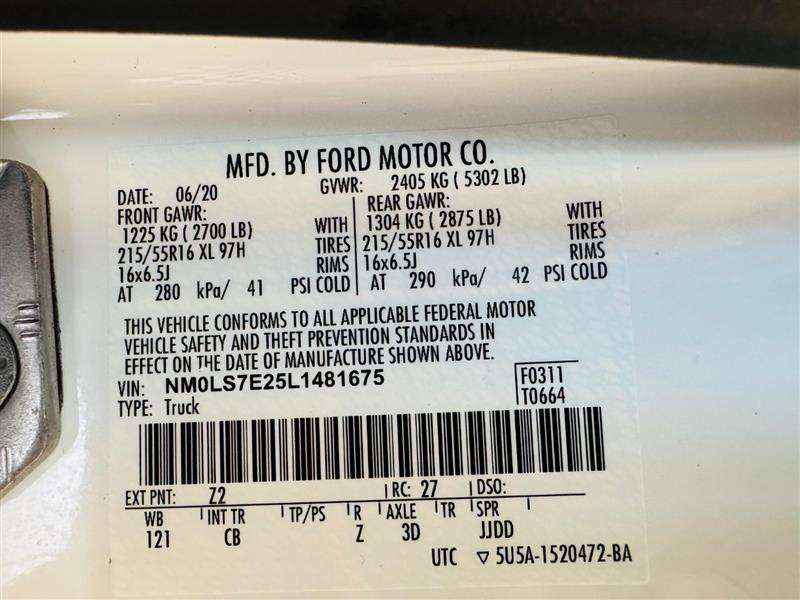 MFD. BY FORD MOTOR CO.
DATE: 06/20 GVWR: 2405 KG ( 5302 LB)
FRONT GAWR:
1225 KG ( 2700 LB) WITH
215/55R16 XL 97H TIRES
16x6.5J RIMS
AT 280 kPa/ 41 PSI COLD
REAR GAWR:
1304 KG ( 2875 LB) WITH
215/55R16 XL 97H TIRES
16x6.5J RIMS
AT 290 kPa/ 42 PSI COLD
THIS VEHICLE CONFORMS TO ALL APPLICABLE FEDERAL MOTOR
VEHICLE SAFETY AND THEFT PREVENTION STANDARDS IN
EFFECT ON THE DATE OF MANUFACTURE SHOWN ABOVE.
VIN: NM0LS7E25L1481675
TYPE: Truck
F0311
T0664
EXT PNT: Z2 RC: 27 DSO:
WB INT TR TP/PS R AXLE TR SPR
121 CB Z 3D JJDD
UTC ▽ 5U5A-1520472-BA